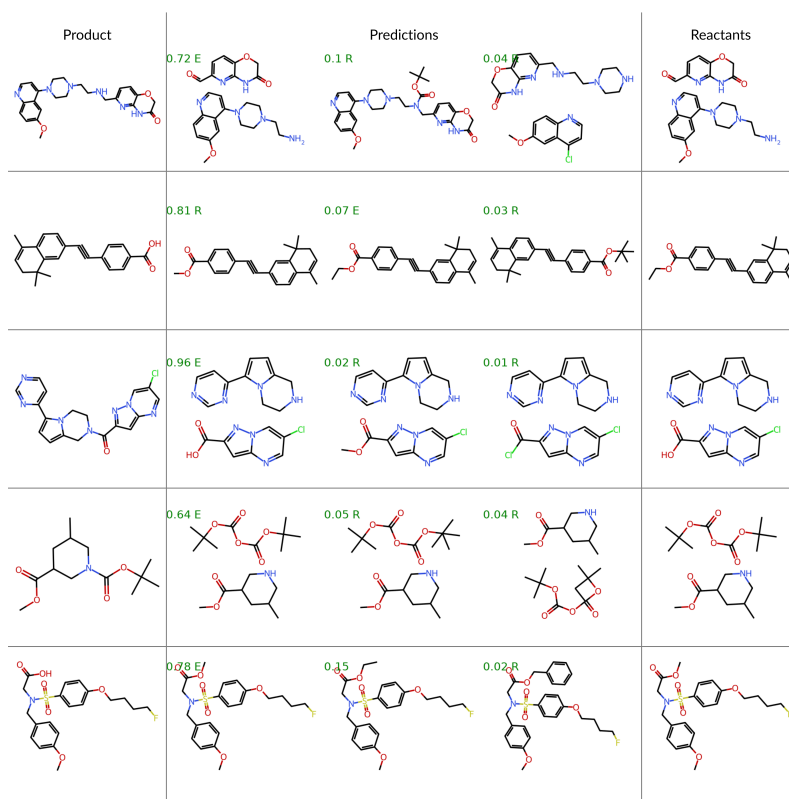 Product
Predictions
Reactants
0.72 E
0.1 R
0.04 R
0.81 R
0.07 E
0.03 R
0.96 E
0.02 R
0.01 R
0.64 E
0.05 R
0.04 R
0.78 E
0.15
0.02 R